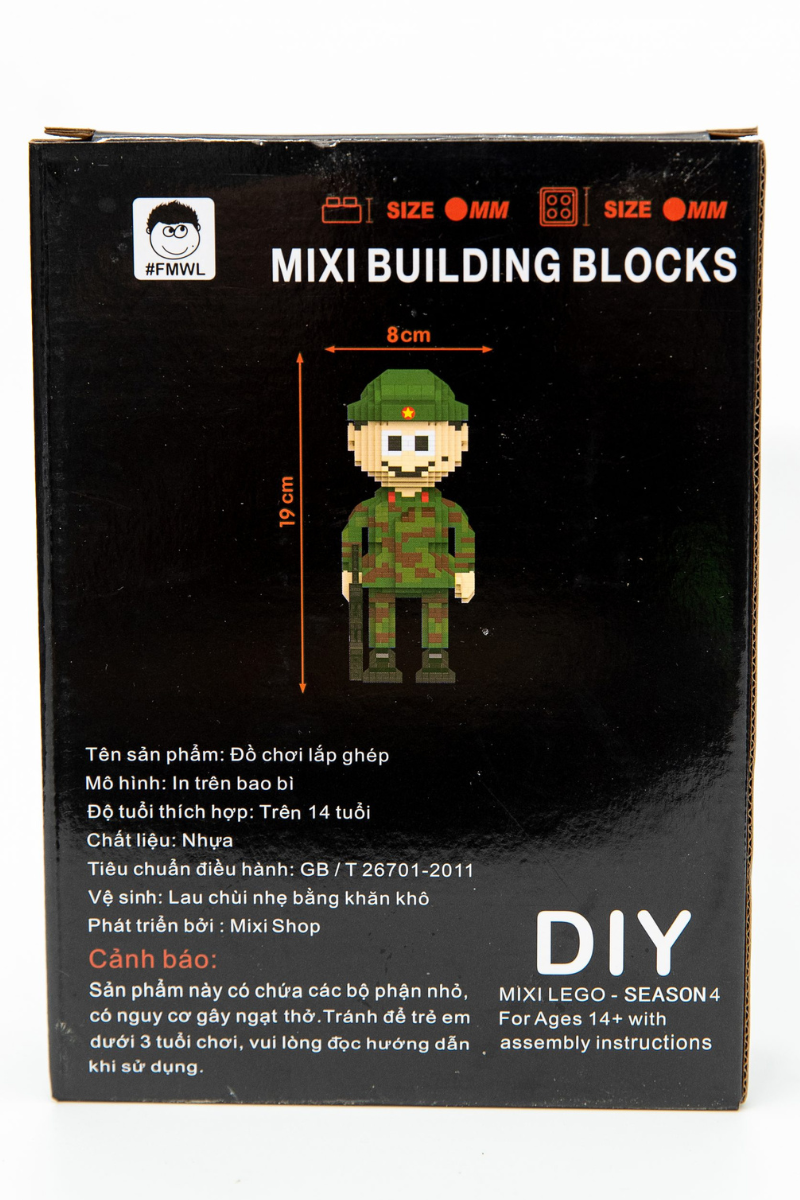 #FMWL
SIZE MM SIZE MM
MIXI BUILDING BLOCKS
8cm
19 cm
Tên sản phẩm: Đồ chơi lắp ghép
Mô hình: In trên bao bì
Độ tuổi thích hợp: Trên 14 tuổi
Chất liệu: Nhựa
Tiêu chuẩn điều hành: GB / T 26701-2011
Vệ sinh: Lau chùi nhẹ bằng khăn khô
Phát triển bởi : Mixi Shop
Cảnh báo:
Sản phẩm này có chứa các bộ phận nhỏ,
có nguy cơ gây ngạt thở.Tránh để trẻ em
dưới 3 tuổi chơi, vui lòng đọc hướng dẫn
khi sử dụng.
DIY
MIXI LEGO - SEASON 4
For Ages 14+ with
assembly instructions